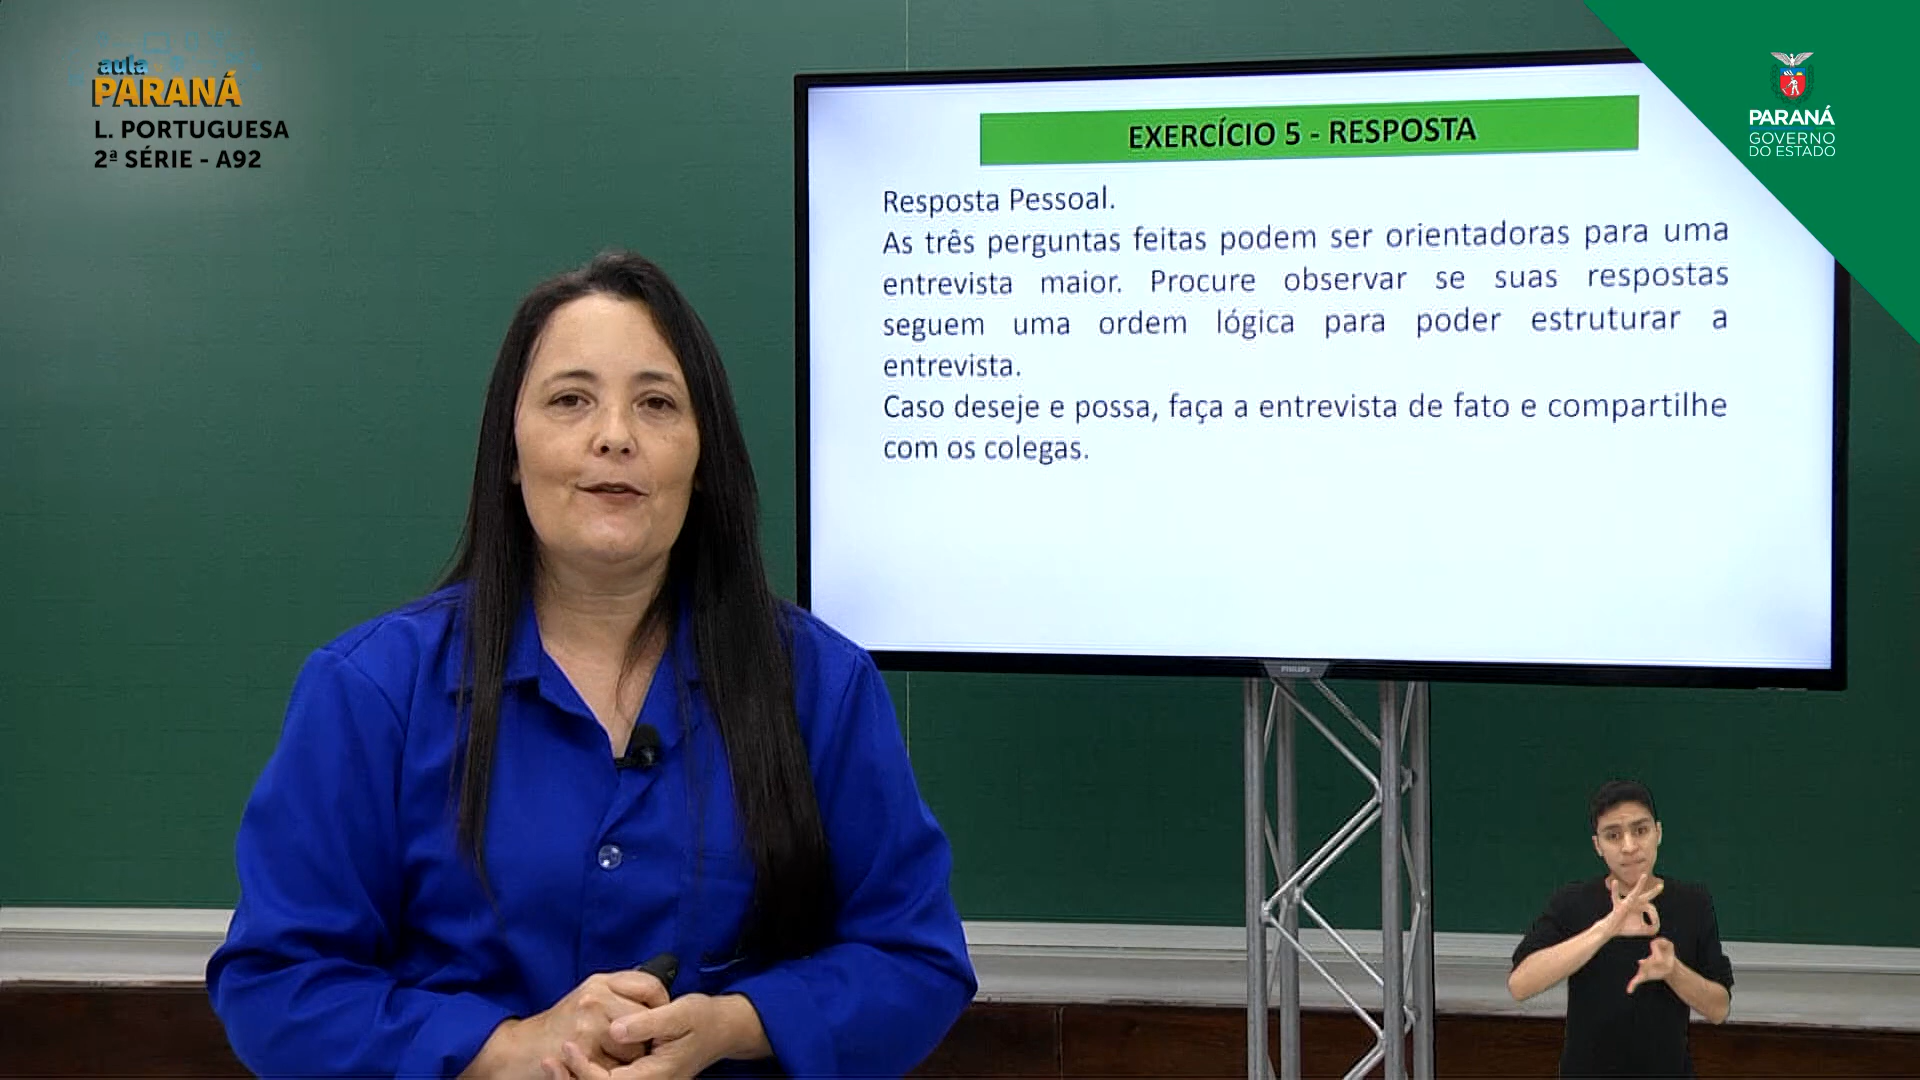 aula
PARANÁ
L. PORTUGUESA
2ª SÉRIE - A92
EXERCÍCIO 5 - RESPOSTA
Resposta Pessoal.
As três perguntas feitas podem ser orientadoras para uma
entrevista maior. Procure observar se suas respostas
seguem uma ordem lógica para poder estruturar a
entrevista.
Caso deseje e possa, faça a entrevista de fato e compartilhe
com os colegas.
PHILIPS
PARANÁ
GOVERNO
DO ESTADO